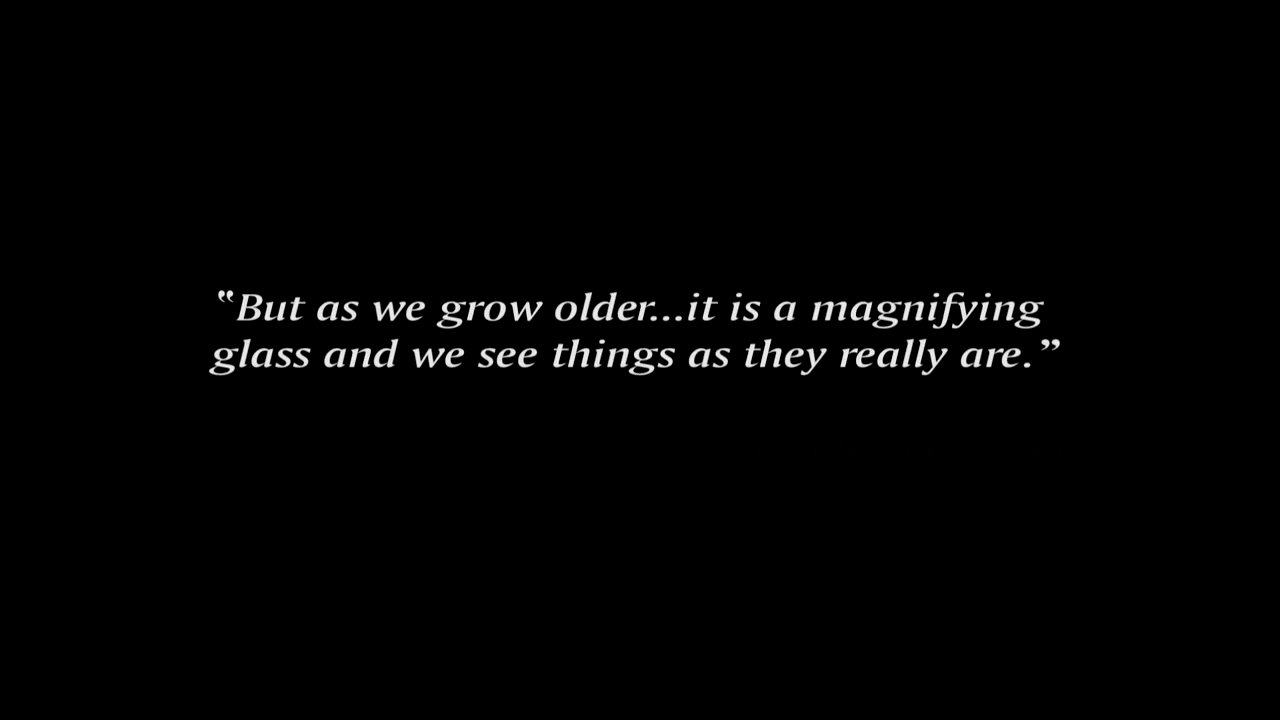 “But as we grow older...it is a magnifying
glass and we see things as they really are.”